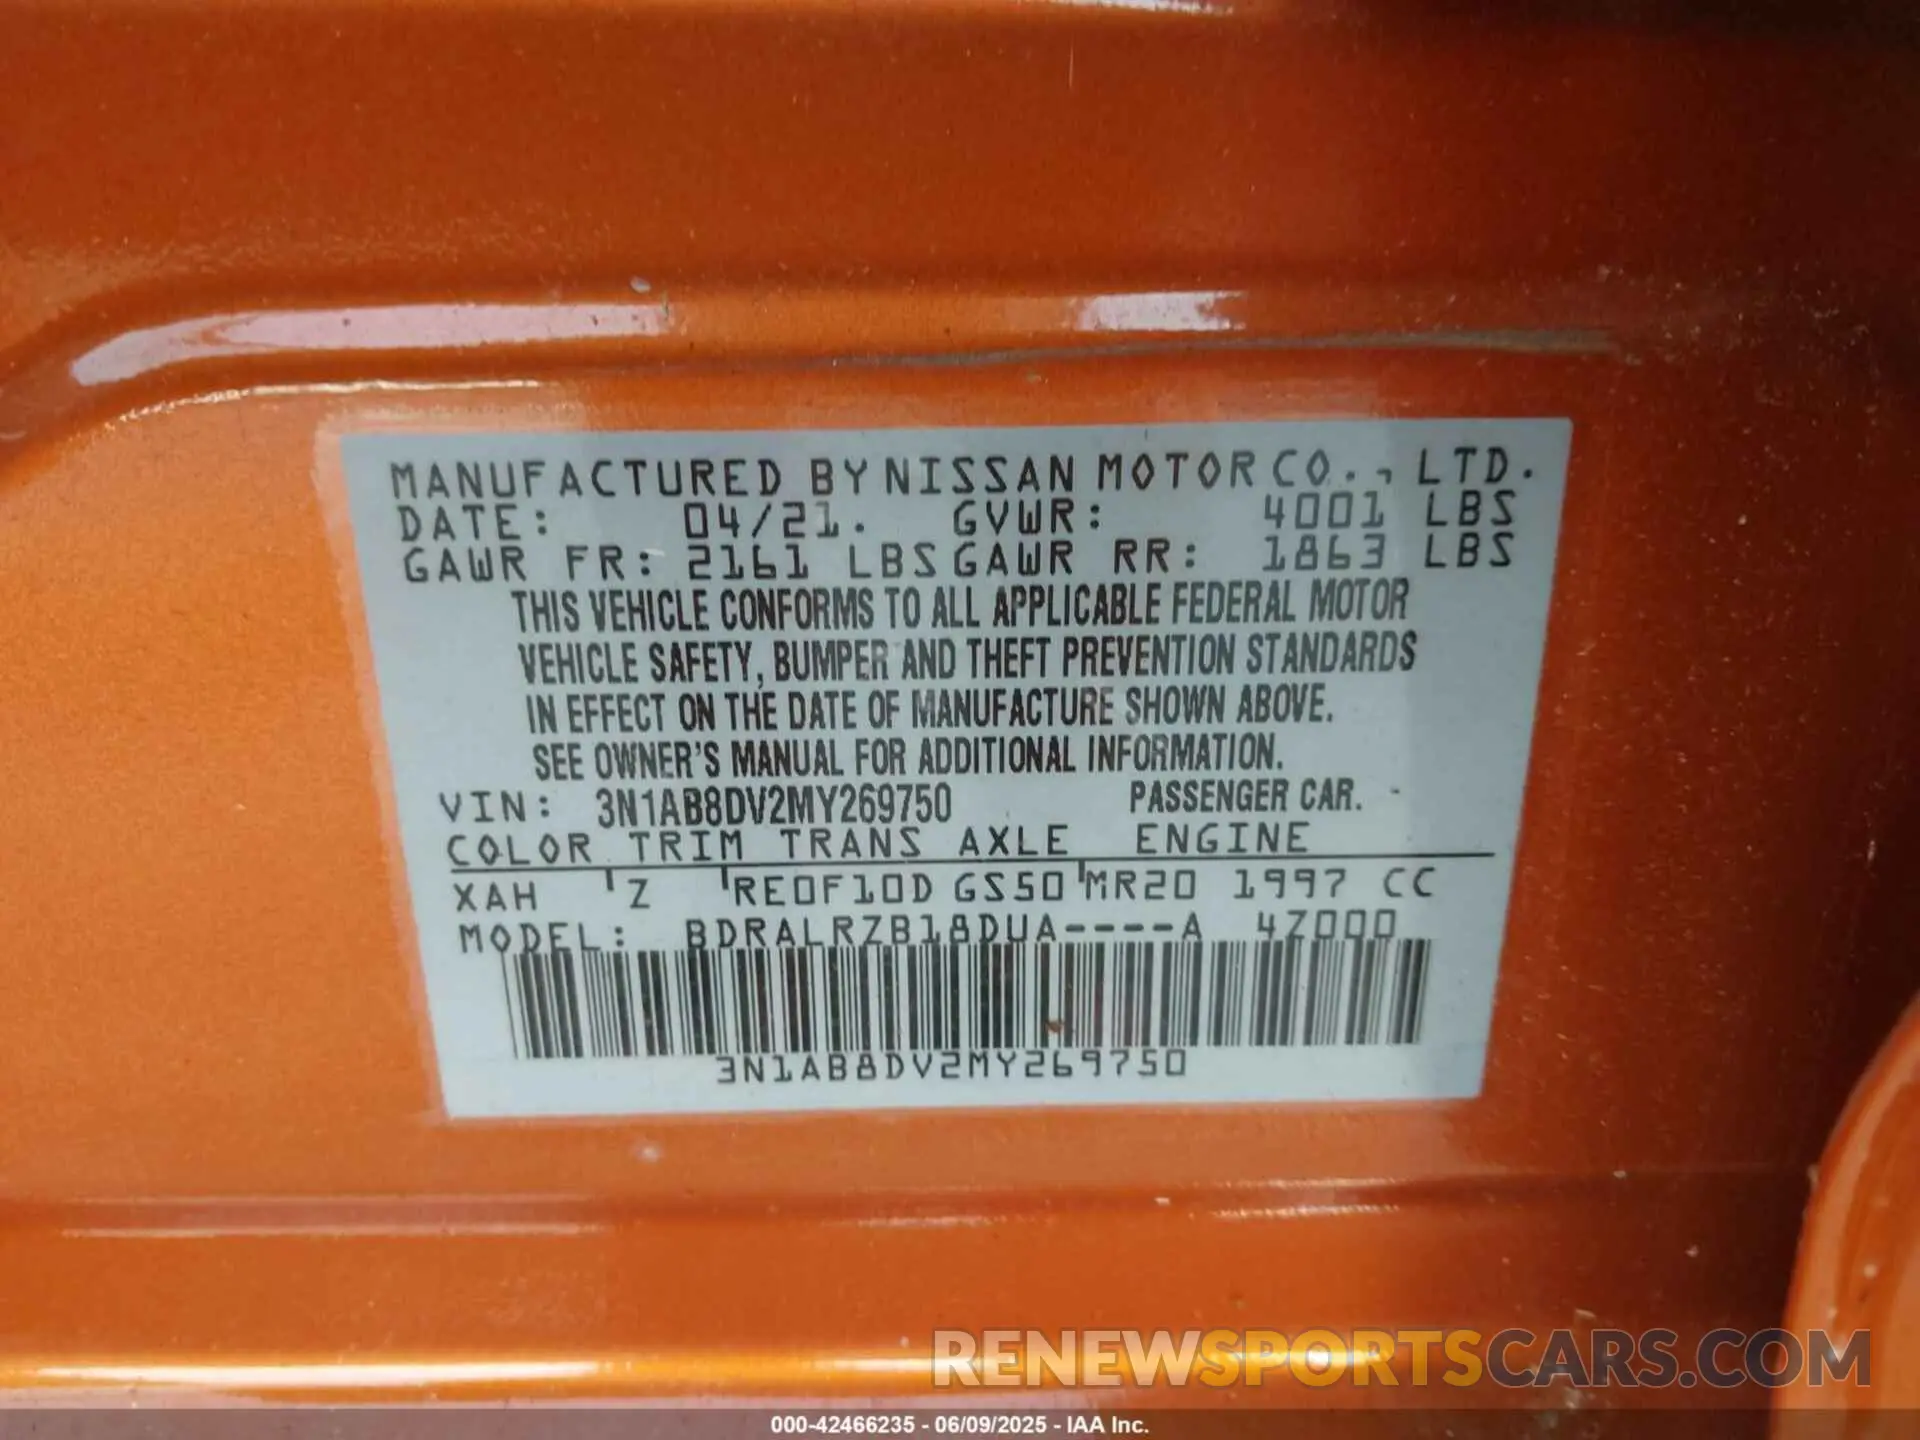 MANUFACTURED BY NISSAN MOTOR CO., LTD.
DATE: 04/21. GVWR: 4001 LBS
GAWR FR: 2161 LBS GAWR RR: 1863 LBS
THIS VEHICLE CONFORMS TO ALL APPLICABLE FEDERAL MOTOR
VEHICLE SAFETY, BUMPER AND THEFT PREVENTION STANDARDS
IN EFFECT ON THE DATE OF MANUFACTURE SHOWN ABOVE.
SEE OWNER'S MANUAL FOR ADDITIONAL INFORMATION.
VIN: 3N1AB8DV2MY269750 PASSENGER CAR.
COLOR TRIM TRANS AXLE ENGINE
XAH Z RE0F10D GS50 MR20 1997 CC
MODEL: BDRALRZB18DUA----A 4Z000
3N1AB8DV2MY269750
RENEWSPORTSCARS.COM
000-42466235 - 06/09/2025 - IAA Inc.